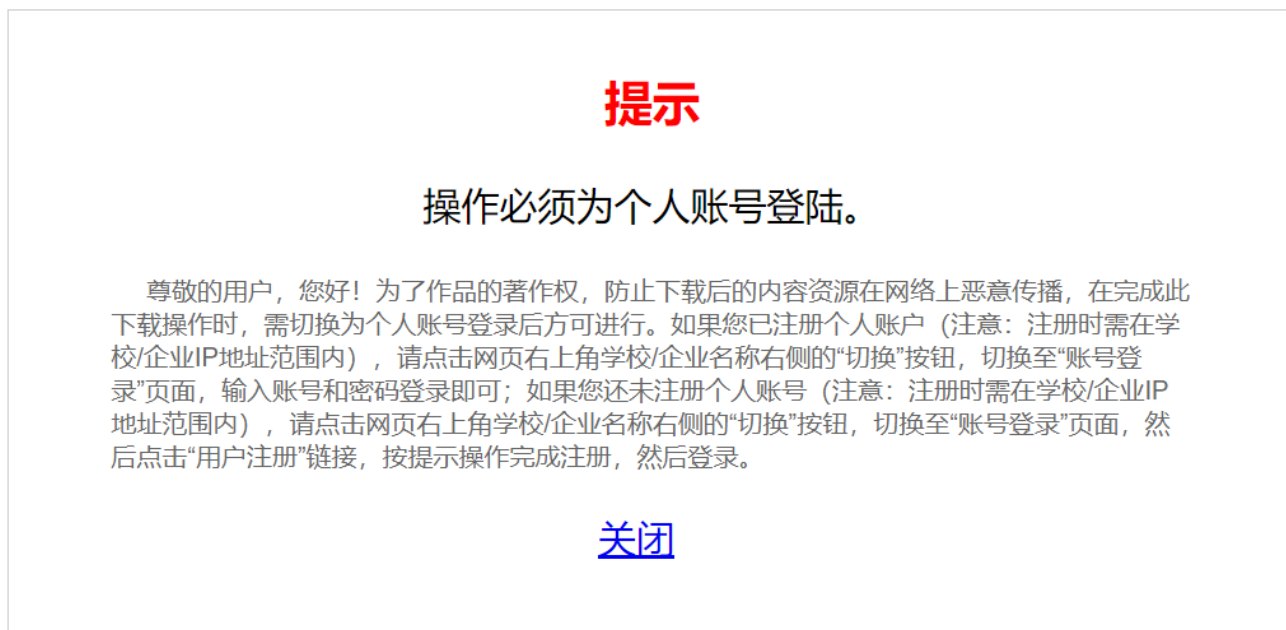 提示
操作必须为个人账号登陆。
尊敬的用户，您好！为了作品的著作权，防止下载后的内容资源在网络上恶意传播，在完成此
下载操作时，需切换为个人账号登录后方可进行。如果您已注册个人账户（注意：注册时需在学
校/企业IP地址范围内），请点击网页右上角学校/企业名称右侧的“切换”按钮，切换至“账号登
录”页面，输入账号和密码登录即可；如果您还未注册个人账号（注意：注册时需在学校/企业IP
地址范围内），请点击网页右上角学校/企业名称右侧的“切换”按钮，切换至“账号登录”页面，然
后点击“用户注册”链接，按提示操作完成注册，然后登录。
关闭